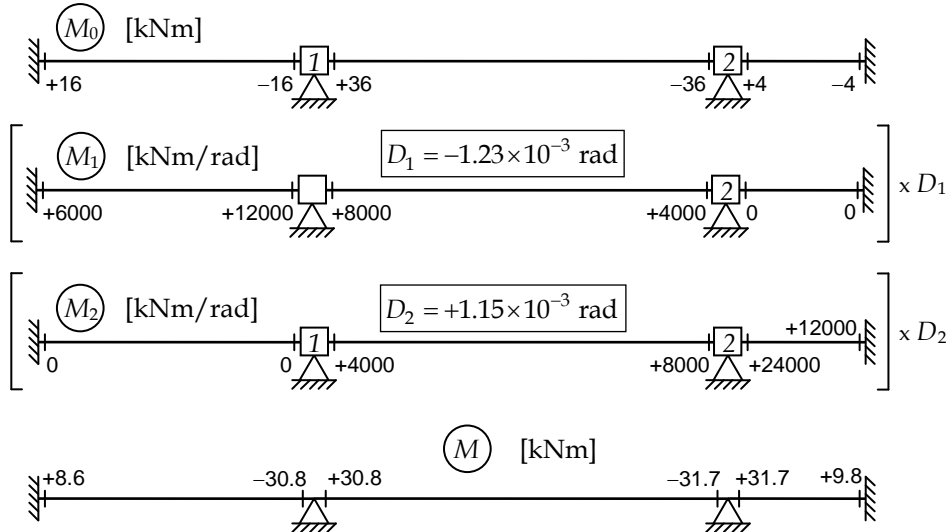 M₀ [kNm]
1 2
+16 −16 +36 −36 +4 −4
M₁ [kNm/rad] D₁ = −1.23×10⁻³ rad
2 x D₁
+6000 +12000 +8000 +4000 0 0
M₂ [kNm/rad] D₂ = +1.15×10⁻³ rad
+12000
1 2 x D₂
0 0 +4000 +8000 +24000
M [kNm]
+8.6 −30.8 +30.8 −31.7 +31.7 +9.8